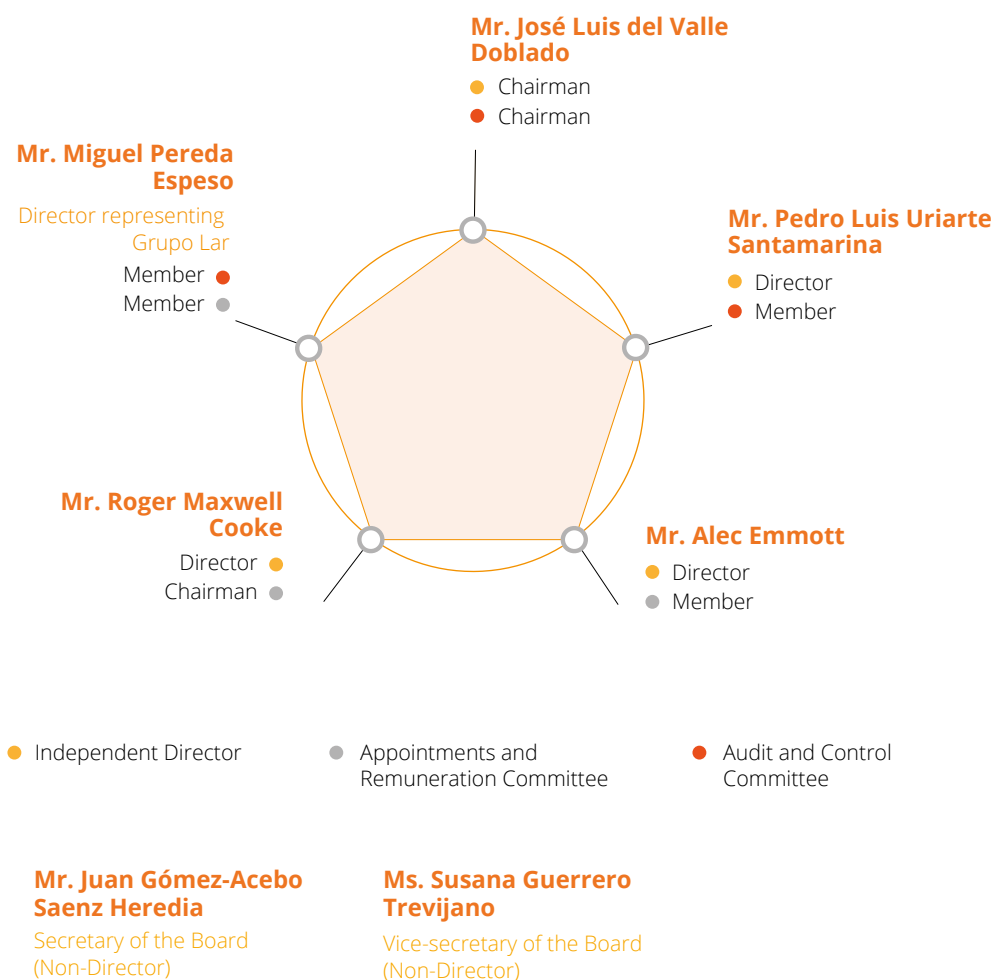 Mr. José Luis del Valle
Doblado
Chairman
Chairman
Mr. Miguel Pereda
Espeso
Director representing
Grupo Lar
Member
Member
Mr. Pedro Luis Uriarte
Santamarina
Director
Member
Mr. Roger Maxwell
Cooke
Director
Chairman
Mr. Alec Emmott
Director
Member
Independent Director
Appointments and
Remuneration Committee
Audit and Control
Committee
Mr. Juan Gómez-Acebo
Saenz Heredia
Secretary of the Board
(Non-Director)
Ms. Susana Guerrero
Trevijano
Vice-secretary of the Board
(Non-Director)